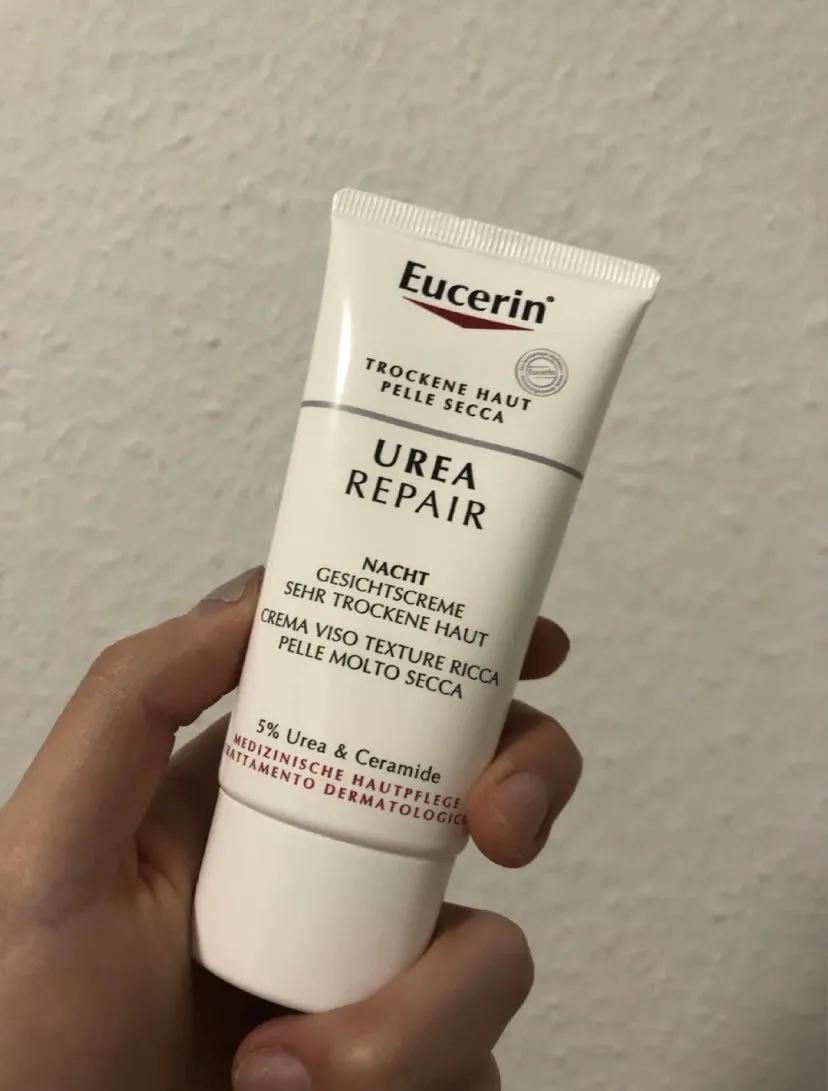 Eucerin
TROCKENE HAUT
PELLE SECCA
Eucerin
UREA
REPAIR
NACHT
GESICHTSCREME
SEHR TROCKENE HAUT
CREMA VISO TEXTURE RICCA
PELLE MOLTO SECCA
5% Urea & Ceramide
MEDIZINISCHE HAUTPFLEGE
TRATTAMENTO DERMATOLOGICO